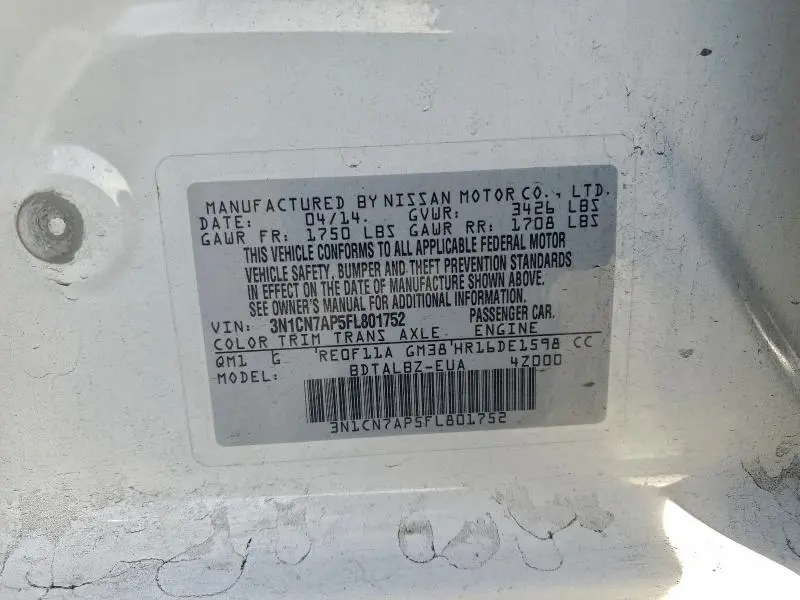 MANUFACTURED BY NISSAN MOTOR CO., LTD.
DATE: 04/14. GVWR: 3426 LBS
GAWR FR: 1750 LBS GAWR RR: 1708 LBS
THIS VEHICLE CONFORMS TO ALL APPLICABLE FEDERAL MOTOR
VEHICLE SAFETY, BUMPER AND THEFT PREVENTION STANDARDS
IN EFFECT ON THE DATE OF MANUFACTURE SHOWN ABOVE.
SEE OWNER'S MANUAL FOR ADDITIONAL INFORMATION.
VIN: 3N1CN7AP5FL801752 PASSENGER CAR.
COLOR TRIM TRANS AXLE ENGINE
QM1 G RE0F11A GM38 HR16DE1598 CC
MODEL: BDTALBZ-EUA 4Z000
3N1CN7AP5FL801752